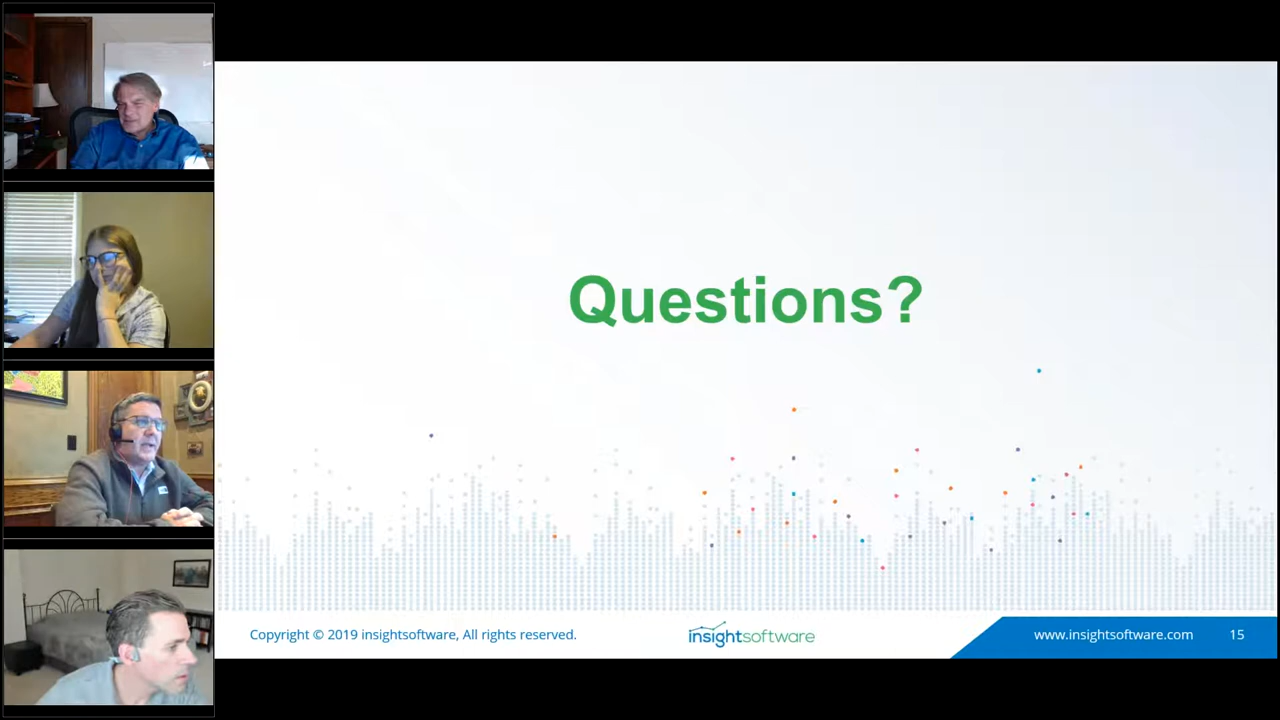 Questions?
Copyright © 2019 insightsoftware, All rights reserved.
insightsoftware
www.insightsoftware.com
15